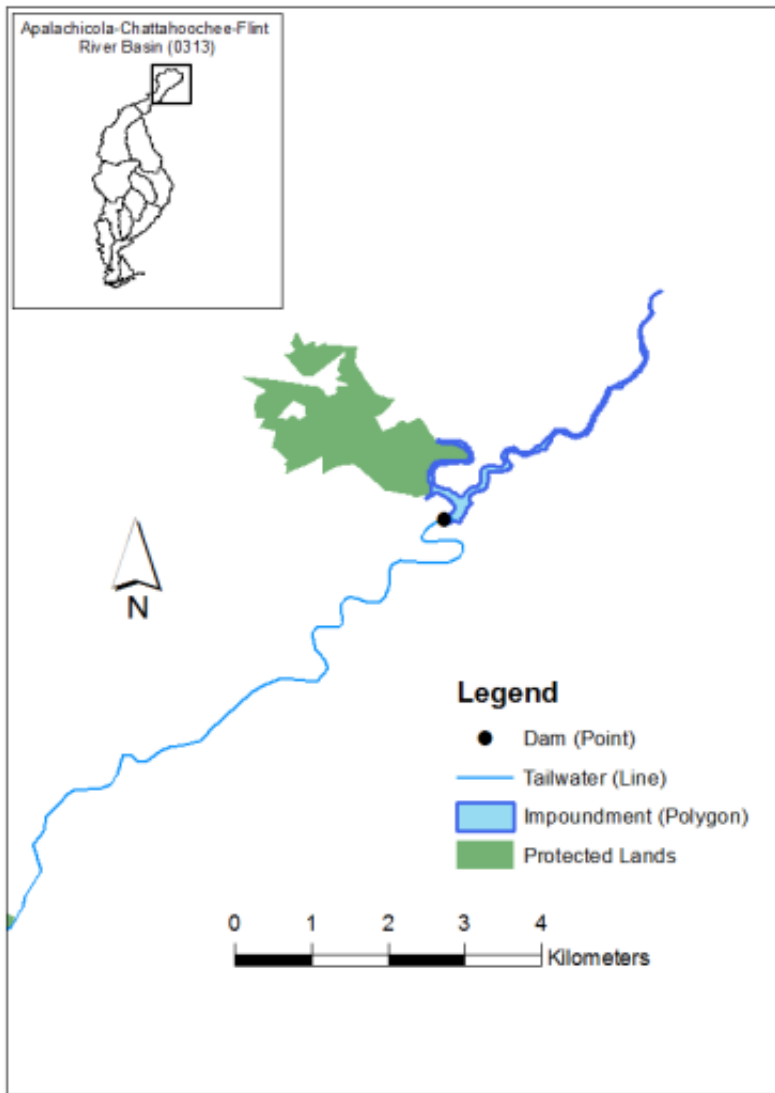 Apalachicola-Chattahoochee-Flint
River Basin (0313)
N
Legend
Dam (Point)
Tailwater (Line)
Impoundment (Polygon)
Protected Lands
0 1 2 3 4
Kilometers